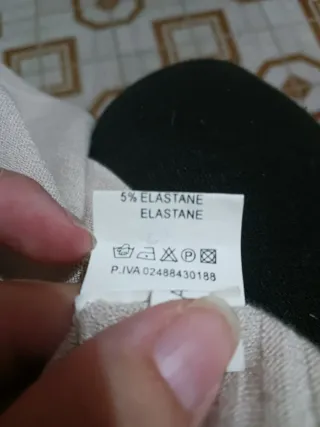 5% ELASTANE
ELASTANE
P
P.IVA 02488430188